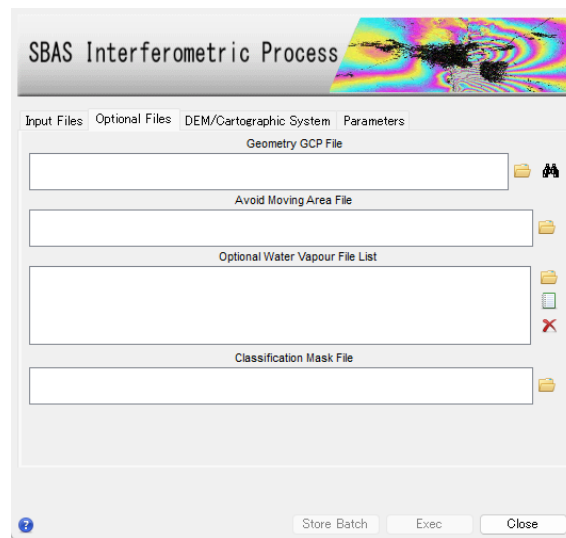 SBAS Interferometric Process
Input Files Optional Files DEM/Cartographic System Parameters
Geometry GCP File
Avoid Moving Area File
Optional Water Vapour File List
Classification Mask File
? Store Batch Exec Close